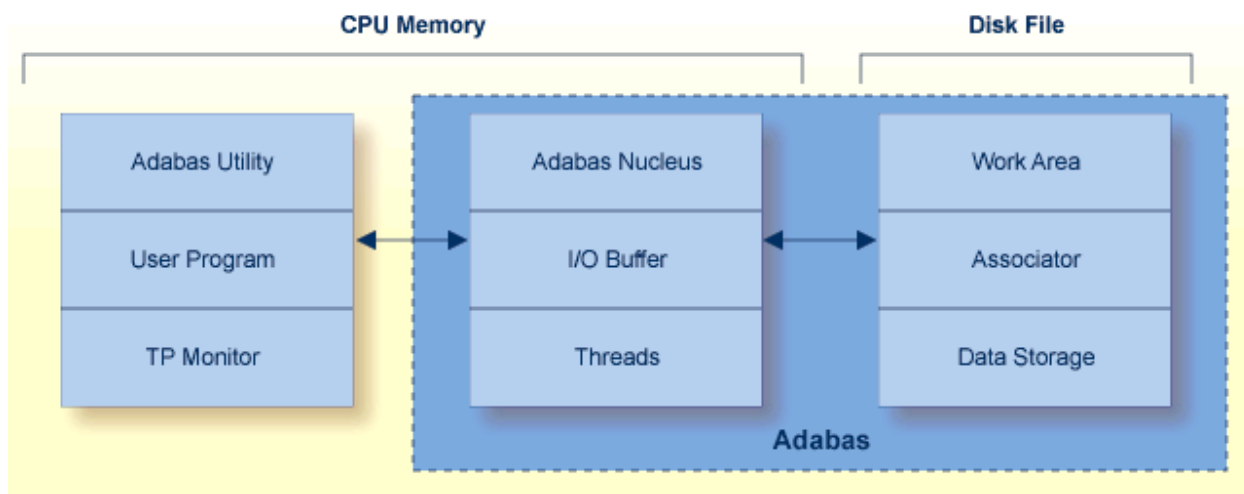 CPU Memory Disk File
Adabas Utility Adabas Nucleus Work Area
User Program I/O Buffer Associator
TP Monitor Threads Data Storage
Adabas